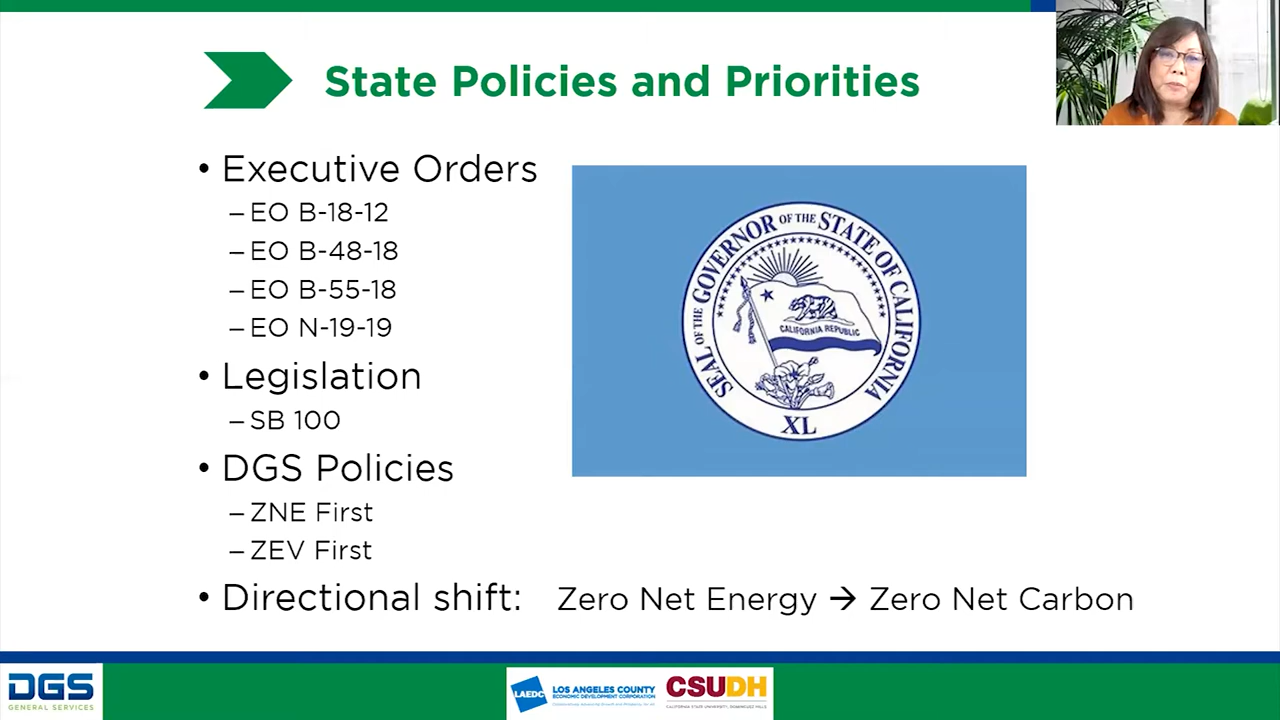 State Policies and Priorities
• Executive Orders
– EO B-18-12
– EO B-48-18
– EO B-55-18
– EO N-19-19
• Legislation
– SB 100
• DGS Policies
– ZNE First
– ZEV First
• Directional shift: Zero Net Energy → Zero Net Carbon
SEAL OF THE GOVERNOR OF THE STATE OF CALIFORNIA
CALIFORNIA REPUBLIC
XL
DGS
GENERAL SERVICES
LAEDC
LOS ANGELES COUNTY
ECONOMIC DEVELOPMENT CORPORATION
CSUDH
CALIFORNIA STATE UNIVERSITY, DOMINGUEZ HILLS